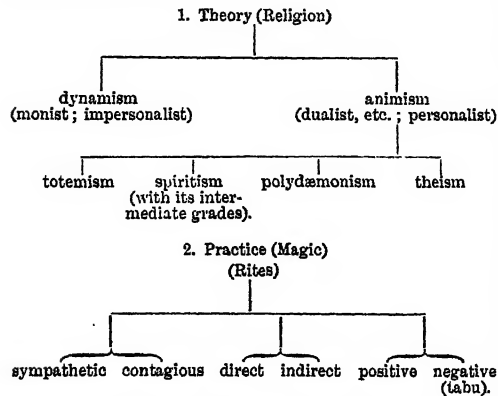 1. Theory (Religion)
dynamism animism
(monist; impersonalist) (dualist, etc.; personalist)
totemism spiritism polydæmonism theism
(with its inter-
mediate grades).
2. Practice (Magic)
(Rites)
sympathetic contagious direct indirect positive negative
(tabu).